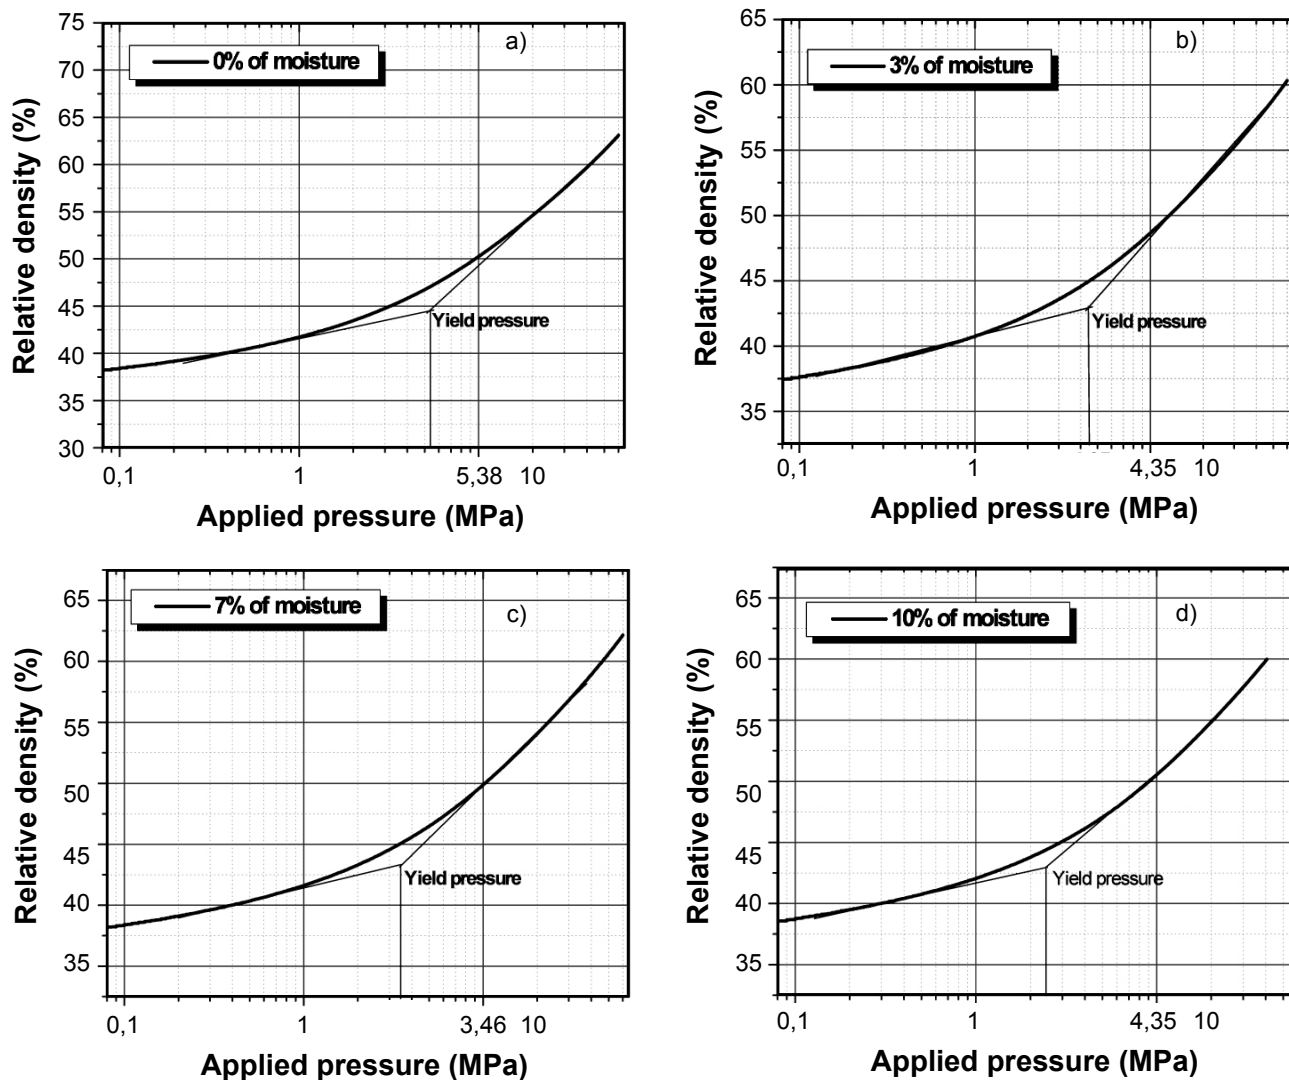 a)
0% of moisture
Relative density (%)
75
70
65
60
55
50
45
40
35
30
Yield pressure
0,1 1 5,38 10
Applied pressure (MPa)
b)
3% of moisture
Relative density (%)
65
60
55
50
45
40
35
Yield pressure
0,1 1 4,35 10
Applied pressure (MPa)
c)
7% of moisture
Relative density (%)
65
60
55
50
45
40
35
Yield pressure
0,1 1 3,46 10
Applied pressure (MPa)
d)
10% of moisture
Relative density (%)
65
60
55
50
45
40
35
Yield pressure
0,1 1 4,35 10
Applied pressure (MPa)